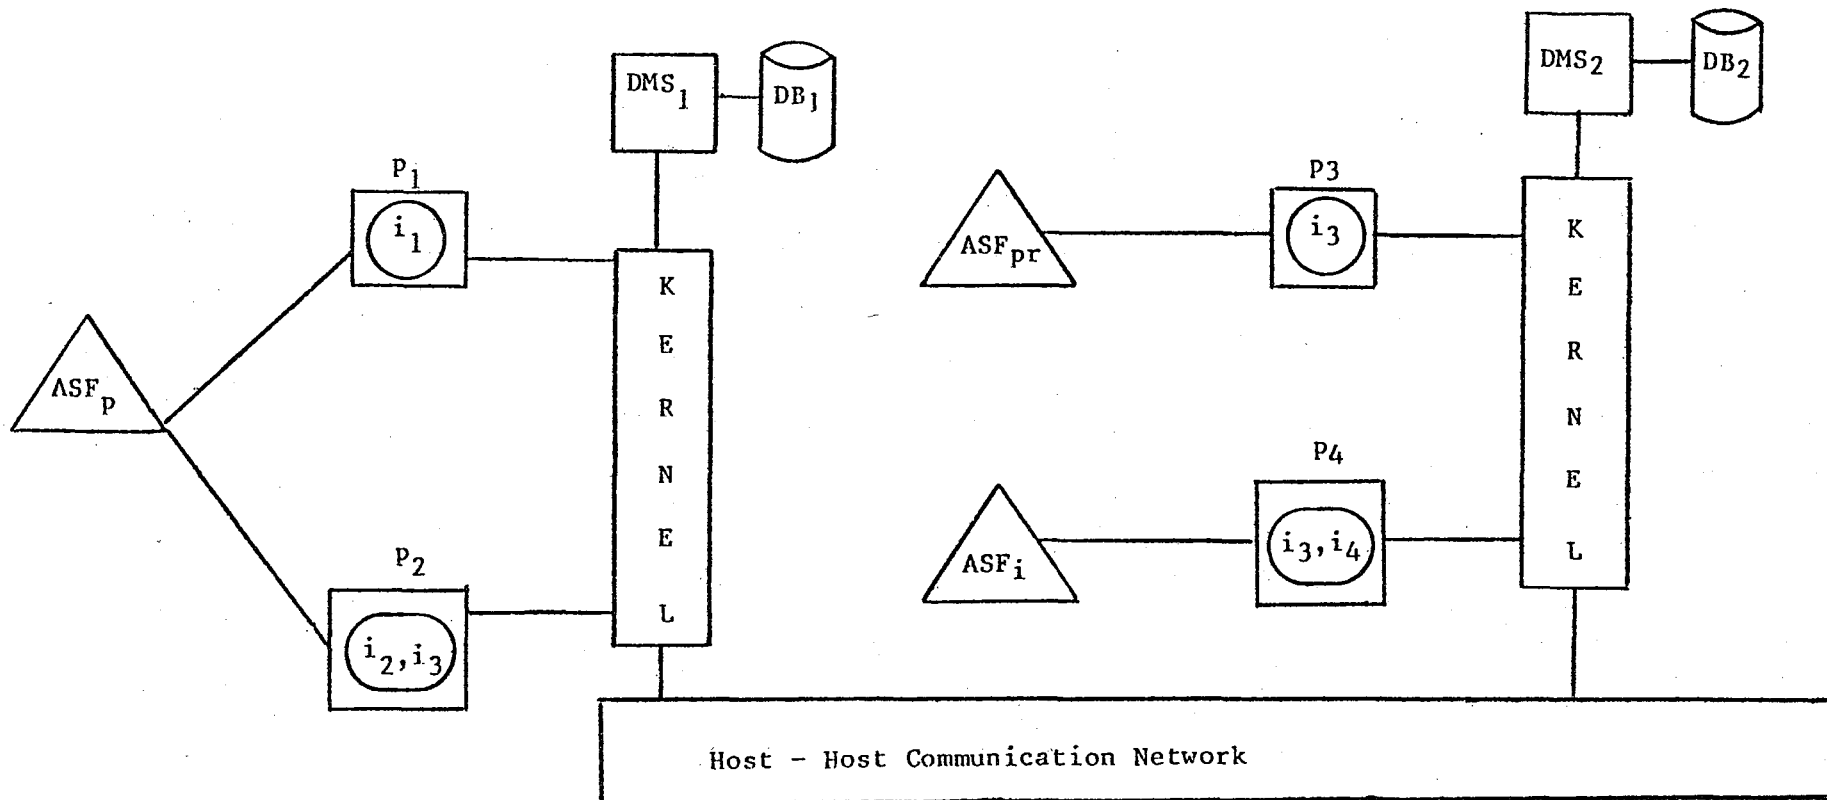 DMS1
DB1
P1
i1
K
E
R
N
E
L
ASFp
P2
i2,i3
DMS2
DB2
P3
i3
ASFpr
K
E
R
N
E
L
P4
i3,i4
ASFi
Host - Host Communication Network